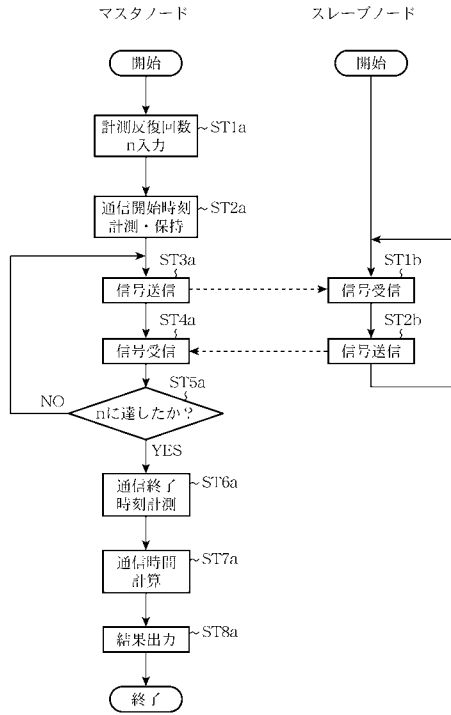 マスタノード
スレーブノード
開始
開始
計測反復回数
n入力
ST1a
通信開始時刻
計測・保持
ST2a
ST3a
信号送信
ST1b
信号受信
ST4a
信号受信
ST2b
信号送信
ST5a
nに達したか？
NO
YES
通信終了
時刻計測
ST6a
通信時間
計算
ST7a
結果出力
ST8a
終了